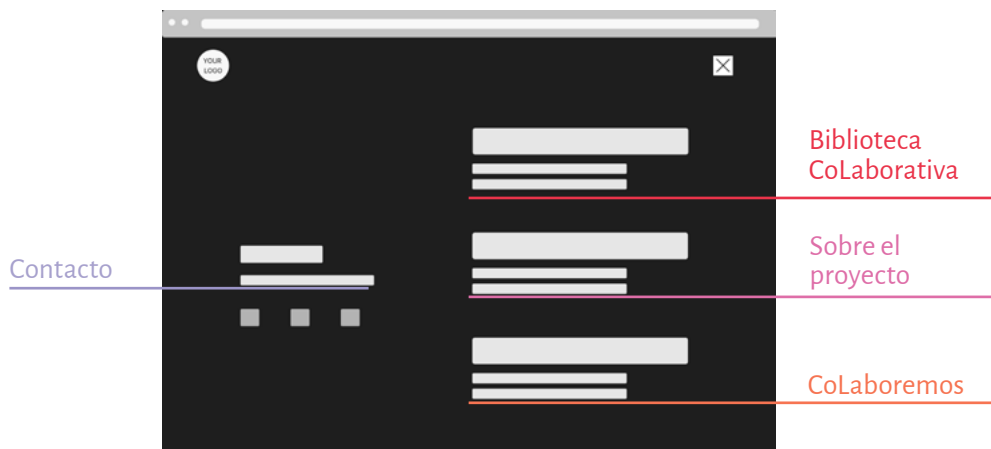 YOUR
LOGO
Biblioteca
CoLaborativa
Sobre el
proyecto
Contacto
CoLaboremos